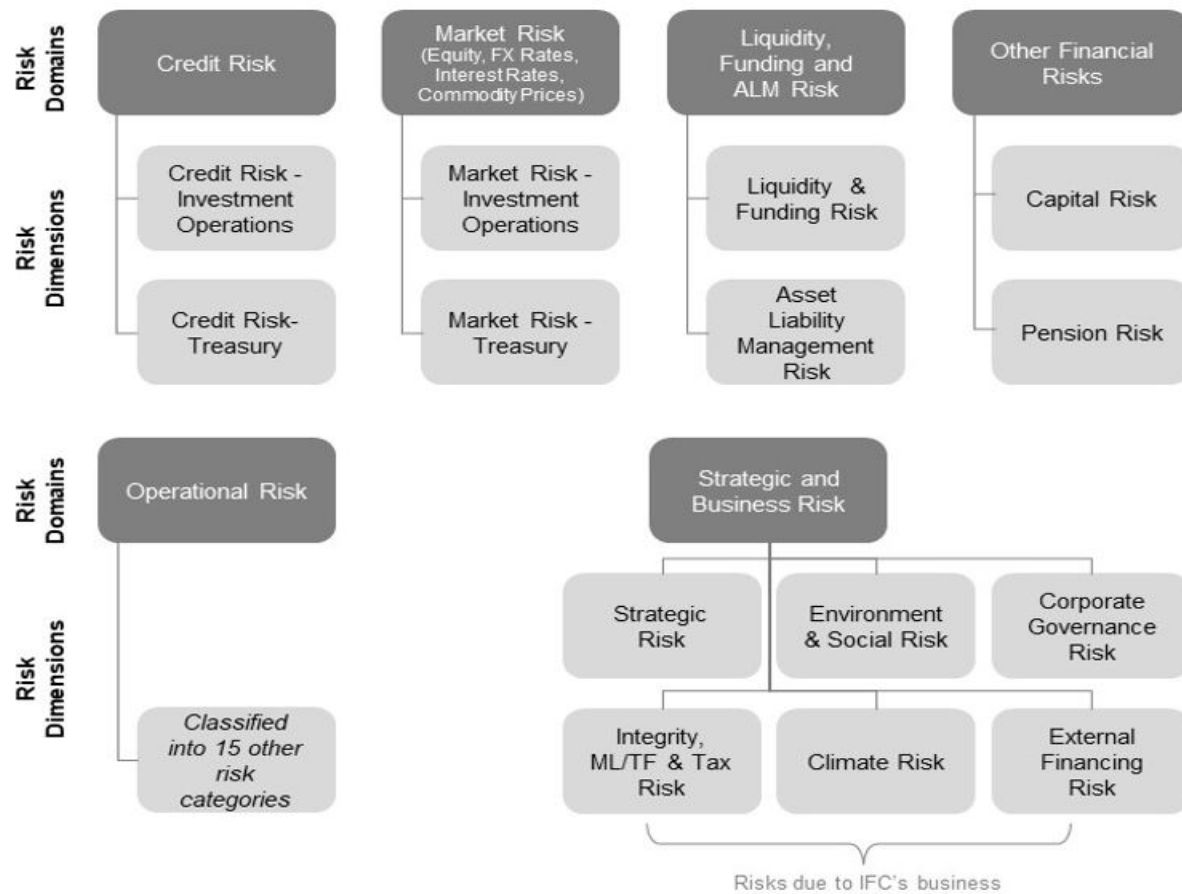 Risk
Domains
Credit Risk
Market Risk
(Equity, FX Rates,
Interest Rates,
Commodity Prices)
Liquidity,
Funding and
ALM Risk
Other Financial
Risks
Risk
Dimensions
Credit Risk -
Investment
Operations
Market Risk -
Investment
Operations
Liquidity &
Funding Risk
Capital Risk
Credit Risk-
Treasury
Market Risk -
Treasury
Asset
Liability
Management
Risk
Pension Risk
Risk
Domains
Operational Risk
Strategic and
Business Risk
Risk
Dimensions
Strategic
Risk
Environment
& Social Risk
Corporate
Governance
Risk
Classified
into 15 other
risk
categories
Integrity,
ML/TF & Tax
Risk
Climate Risk
External
Financing
Risk
Risks due to IFC's business